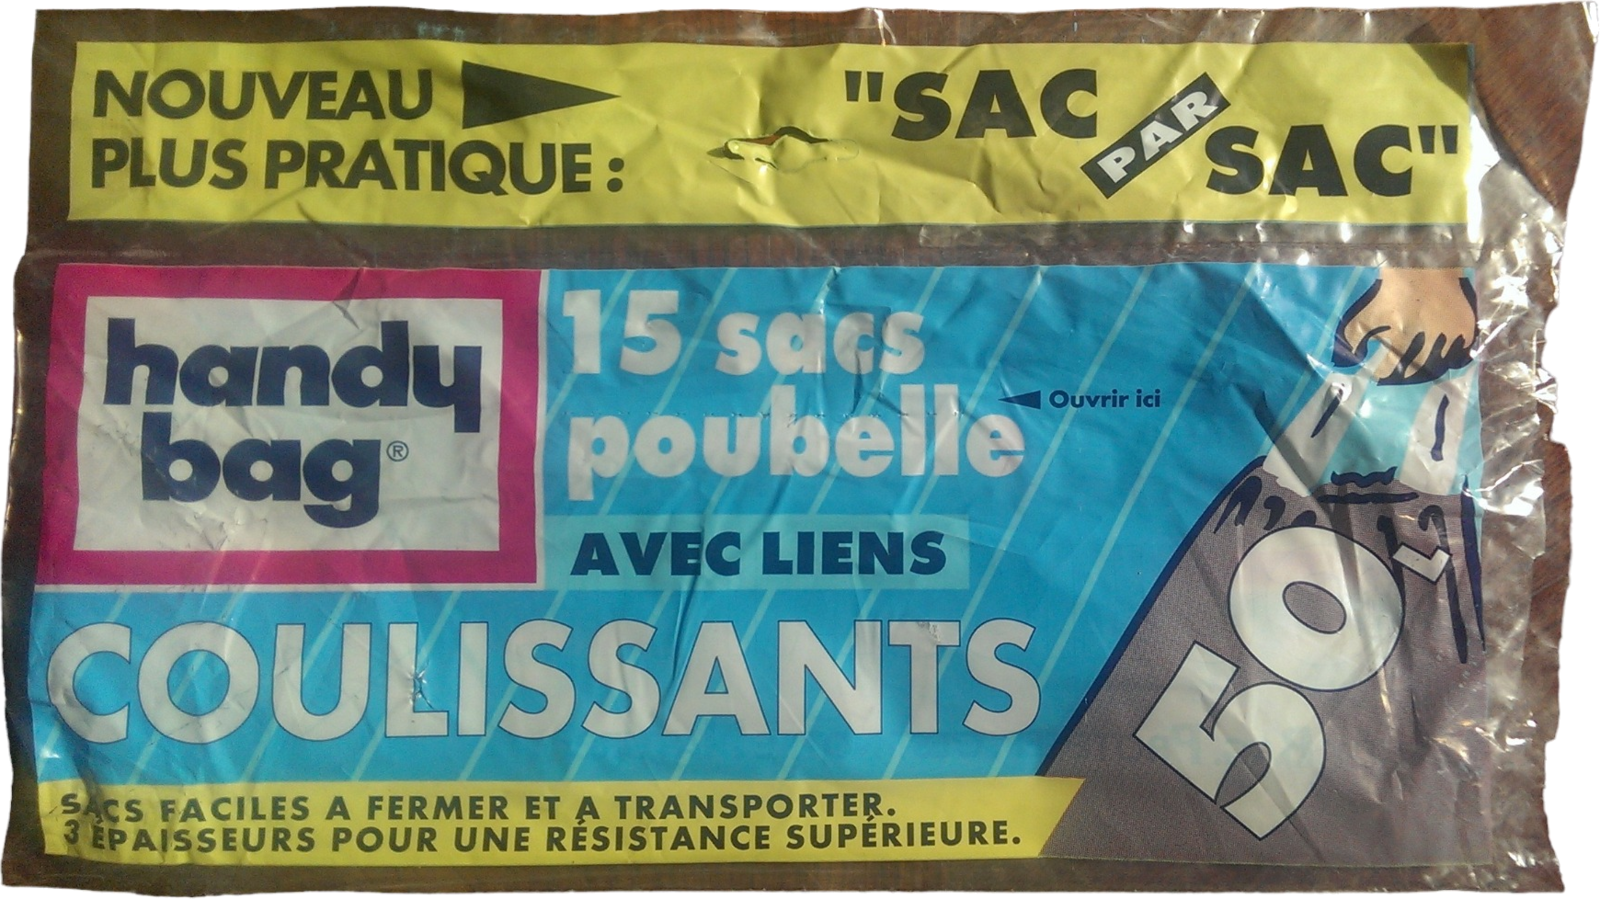 NOUVEAU
PLUS PRATIQUE :
"SAC
PAR
SAC"
handy
bag®
15 sacs
poubelle
Ouvrir ici
AVEC LIENS
COULISSANTS
50L
SACS FACILES A FERMER ET A TRANSPORTER.
3 ÉPAISSEURS POUR UNE RÉSISTANCE SUPÉRIEURE.